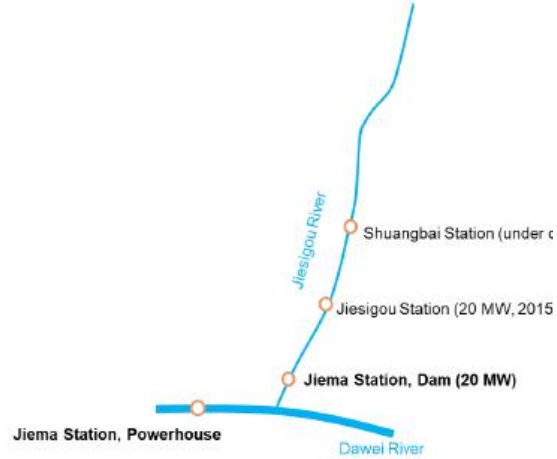 Jiesigou River
Shuangbai Station (under
Jiesigou Station (20 MW, 2015
Jiema Station, Dam (20 MW)
Jiema Station, Powerhouse
Dawei River